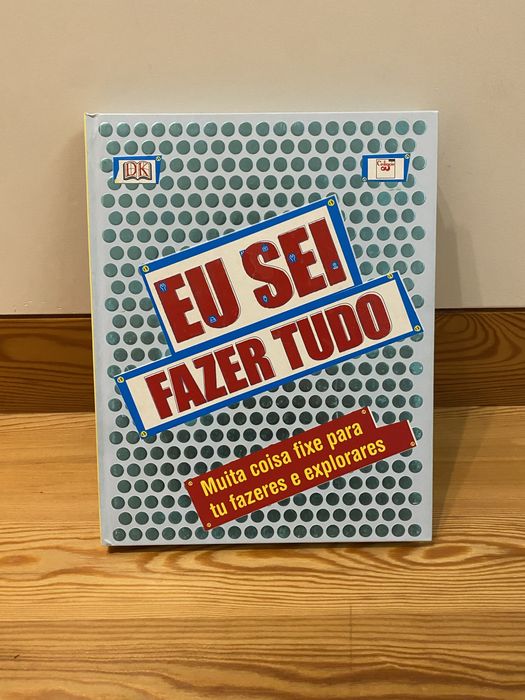 DK
EU SEI
FAZER TUDO
Muita coisa fixe para
tu fazeres e explorares